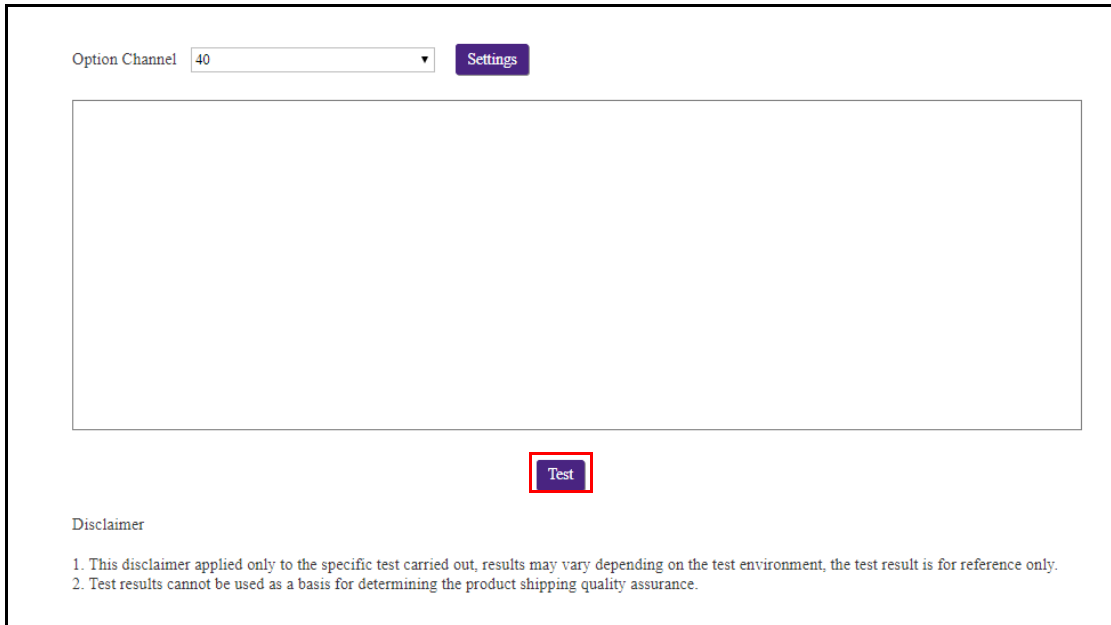 Option Channel 40 Settings
Test
Disclaimer
1. This disclaimer applied only to the specific test carried out, results may vary depending on the test environment, the test result is for reference only.
2. Test results cannot be used as a basis for determining the product shipping quality assurance.